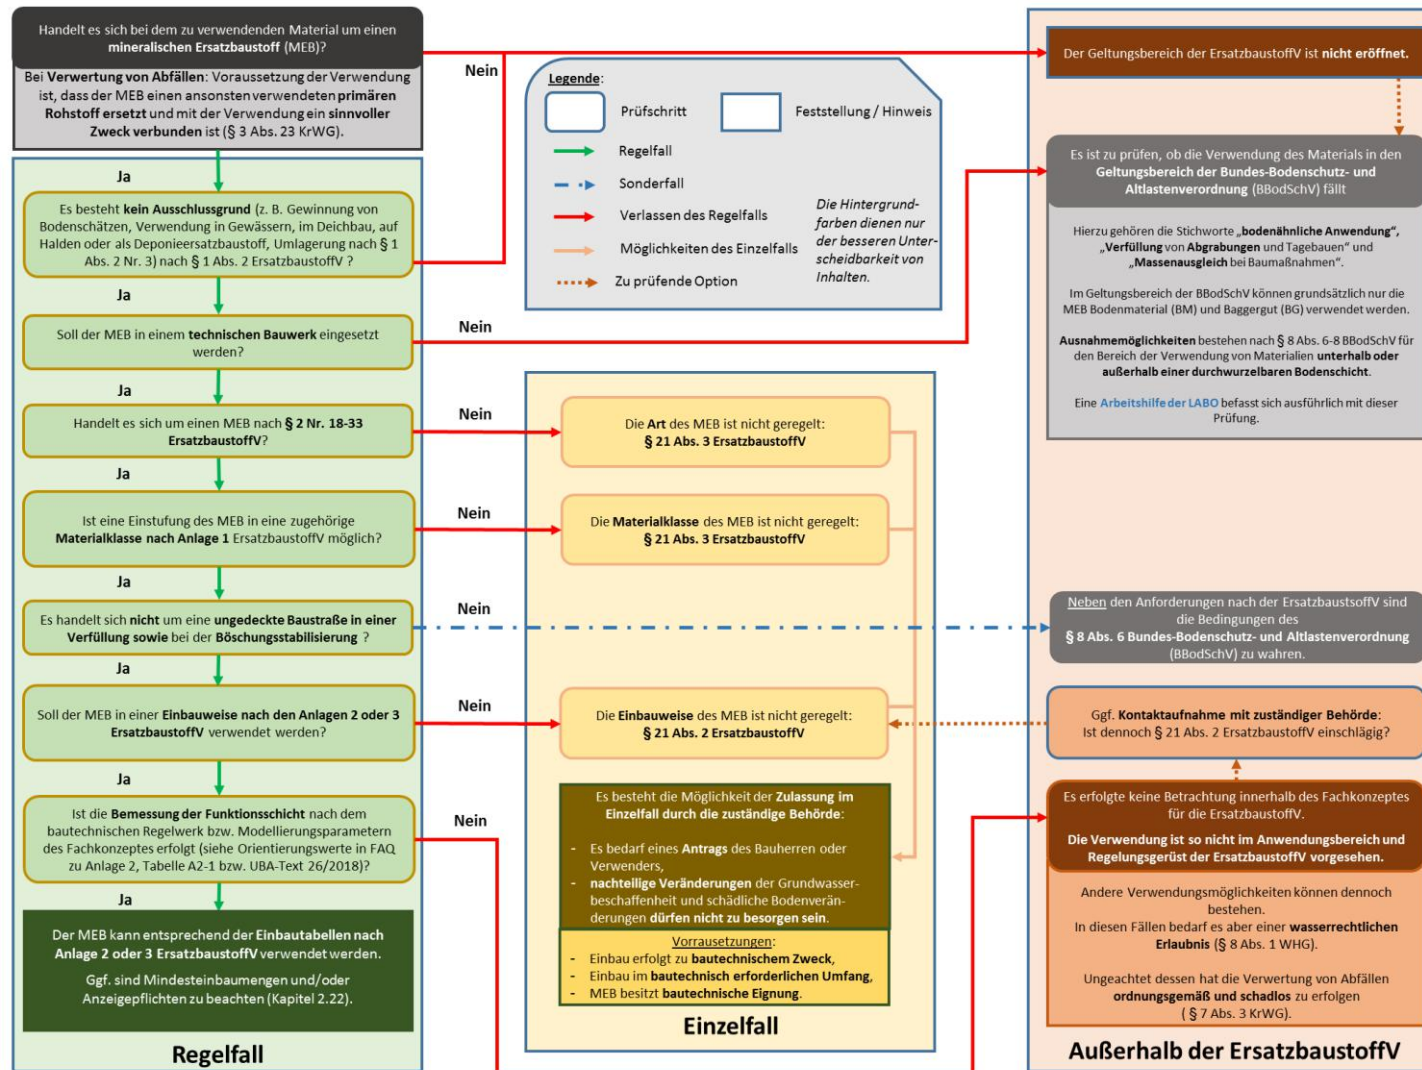 Handelt es sich bei dem zu verwendenden Material um einen
mineralischen Ersatzbaustoff (MEB)?
Bei Verwertung von Abfällen: Voraussetzung der Verwendung
ist, dass der MEB einen ansonsten verwendeten primären
Rohstoff ersetzt und mit der Verwendung ein sinnvoller
Zweck verbunden ist (§ 3 Abs. 23 KrWG).
Ja
Es besteht kein Ausschlussgrund (z. B. Gewinnung von
Bodenschätzen, Verwendung in Gewässern, im Deichbau, auf
Halden oder als Deponieersatzbaustoff, Umlagerung nach § 1
Abs. 2 Nr. 3) nach § 1 Abs. 2 ErsatzbaustoffV ?
Nein
Ja
Soll der MEB in einem technischen Bauwerk eingesetzt
werden?
Nein
Ja
Handelt es sich um einen MEB nach § 2 Nr. 18-33
ErsatzbaustoffV?
Nein
Ja
Ist eine Einstufung des MEB in eine zugehörige
Materialklasse nach Anlage 1 ErsatzbaustoffV möglich?
Nein
Ja
Es handelt sich nicht um eine ungedeckte Baustraße in einer
Verfüllung sowie bei der Böschungsstabilisierung ?
Nein
Ja
Soll der MEB in einer Einbauweise nach den Anlagen 2 oder 3
ErsatzbaustoffV verwendet werden?
Nein
Ja
Ist die Bemessung der Funktionsschicht nach dem
bautechnischen Regelwerk bzw. Modellierungsparametern
des Fachkonzeptes erfolgt (siehe Orientierungswerte in FAQ
zu Anlage 2, Tabelle A2-1 bzw. UBA-Text 26/2018)?
Nein
Ja
Der MEB kann entsprechend der Einbautabellen nach
Anlage 2 oder 3 ErsatzbaustoffV verwendet werden.
Ggf. sind Mindesteinbaumengen und/oder
Anzeigepflichten zu beachten (Kapitel 2.22).
Regelfall
Legende:
Prüfschritt
Feststellung / Hinweis
Regelfall
Sonderfall
Verlassen des Regelfalls
Möglichkeiten des Einzelfalls
Zu prüfende Option
Die Hintergrund-
farben dienen nur
der besseren Unter-
scheidbarkeit von
Inhalten.
Die Art des MEB ist nicht geregelt:
§ 21 Abs. 3 ErsatzbaustoffV
Die Materialklasse des MEB ist nicht geregelt:
§ 21 Abs. 3 ErsatzbaustoffV
Die Einbauweise des MEB ist nicht geregelt:
§ 21 Abs. 2 ErsatzbaustoffV
Es besteht die Möglichkeit der Zulassung im
Einzelfall durch die zuständige Behörde:
- Es bedarf eines Antrags des Bauherren oder
Verwenders,
- nachteilige Veränderungen der Grundwasser-
beschaffenheit und schädliche Bodenverän-
derungen dürfen nicht zu besorgen sein.
Vorrausetzungen:
- Einbau erfolgt zu bautechnischem Zweck,
- Einbau im bautechnisch erforderlichen Umfang,
- MEB besitzt bautechnische Eignung.
Einzelfall
Der Geltungsbereich der ErsatzbaustoffV ist nicht eröffnet.
Es ist zu prüfen, ob die Verwendung des Materials in den
Geltungsbereich der Bundes-Bodenschutz- und
Altlastenverordnung (BBodSchV) fällt
Hierzu gehören die Stichworte „bodenähnliche Anwendung“,
„Verfüllung von Abgrabungen und Tagebauen“ und
„Massenausgleich bei Baumaßnahmen“.
Im Geltungsbereich der BBodSchV können grundsätzlich nur die
MEB Bodenmaterial (BM) und Baggergut (BG) verwendet werden.
Ausnahmemöglichkeiten bestehen nach § 8 Abs. 6-8 BBodSchV für
den Bereich der Verwendung von Materialien unterhalb oder
außerhalb einer durchwurzelbaren Bodenschicht.
Eine Arbeitshilfe der LABO befasst sich ausführlich mit dieser
Prüfung.
Neben den Anforderungen nach der ErsatzbaustsoffV sind
die Bedingungen des
§ 8 Abs. 6 Bundes-Bodenschutz- und Altlastenverordnung
(BBodSchV) zu wahren.
Ggf. Kontaktaufnahme mit zuständiger Behörde:
Ist dennoch § 21 Abs. 2 ErsatzbaustoffV einschlägig?
Es erfolgte keine Betrachtung innerhalb des Fachkonzeptes
für die ErsatzbaustoffV.
Die Verwendung ist so nicht im Anwendungsbereich und
Regelungsgerüst der ErsatzbaustoffV vorgesehen.
Andere Verwendungsmöglichkeiten können dennoch
bestehen.
In diesen Fällen bedarf es aber einer wasserrechtlichen
Erlaubnis (§ 8 Abs. 1 WHG).
Ungeachtet dessen hat die Verwertung von Abfällen
ordnungsgemäß und schadlos zu erfolgen
( § 7 Abs. 3 KrWG).
Außerhalb der ErsatzbaustoffV